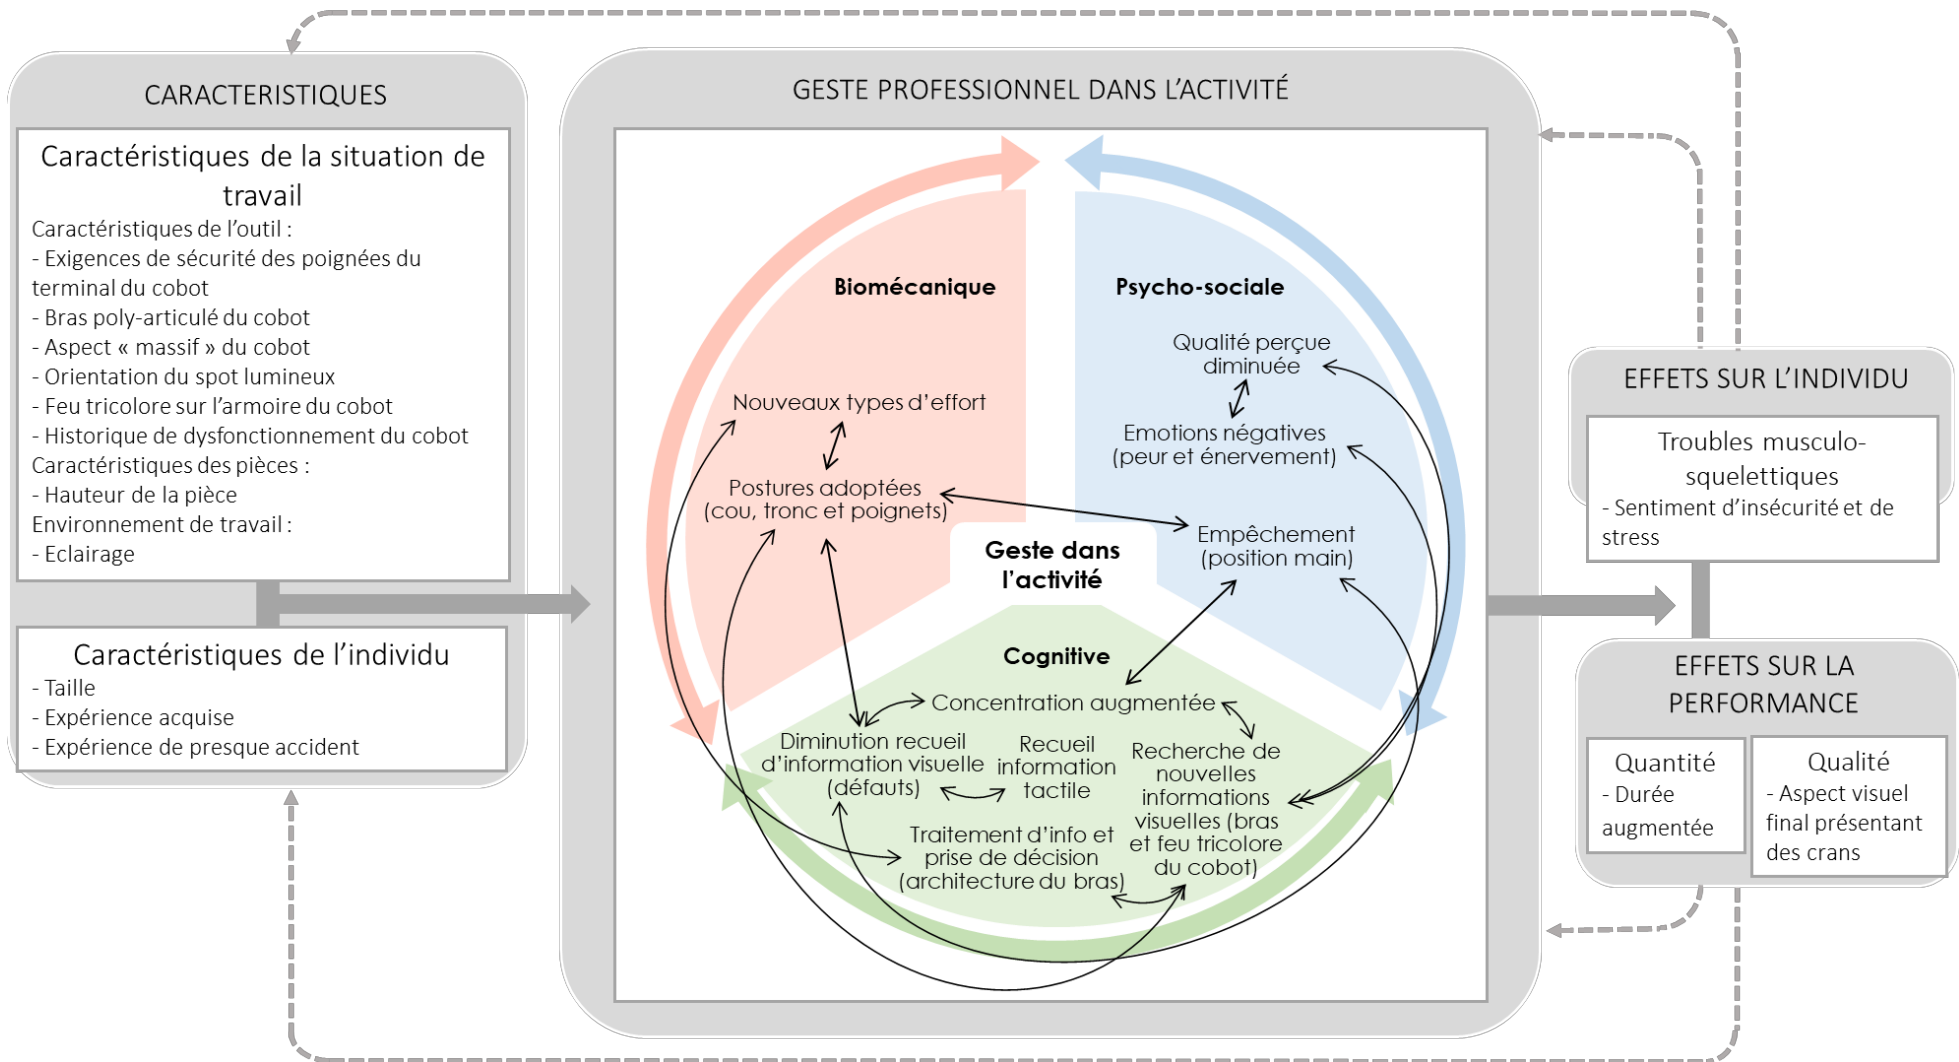 CARACTERISTIQUES
Caractéristiques de la situation de
travail
Caractéristiques de l’outil :
- Exigences de sécurité des poignées du
terminal du cobot
- Bras poly-articulé du cobot
- Aspect « massif » du cobot
- Orientation du spot lumineux
- Feu tricolore sur l’armoire du cobot
- Historique de dysfonctionnement du cobot
Caractéristiques des pièces :
- Hauteur de la pièce
Environnement de travail :
- Eclairage
Caractéristiques de l’individu
- Taille
- Expérience acquise
- Expérience de presque accident
GESTE PROFESSIONNEL DANS L’ACTIVITÉ
Biomécanique
Nouveaux types d’effort
Postures adoptées
(cou, tronc et poignets)
Psycho-sociale
Qualité perçue
diminuée
Emotions négatives
(peur et énervement)
Empêchement
(position main)
Geste dans
l’activité
Cognitive
Concentration augmentée
Diminution recueil
d’information visuelle
(défauts)
Recueil
information
tactile
Recherche de
nouvelles
informations
visuelles (bras
et feu tricolore
du cobot)
Traitement d’info et
prise de décision
(architecture du bras)
EFFETS SUR L’INDIVIDU
Troubles musculo-
squelettiques
- Sentiment d’insécurité et de
stress
EFFETS SUR LA
PERFORMANCE
Quantité
- Durée
augmentée
Qualité
- Aspect visuel
final présentant
des crans